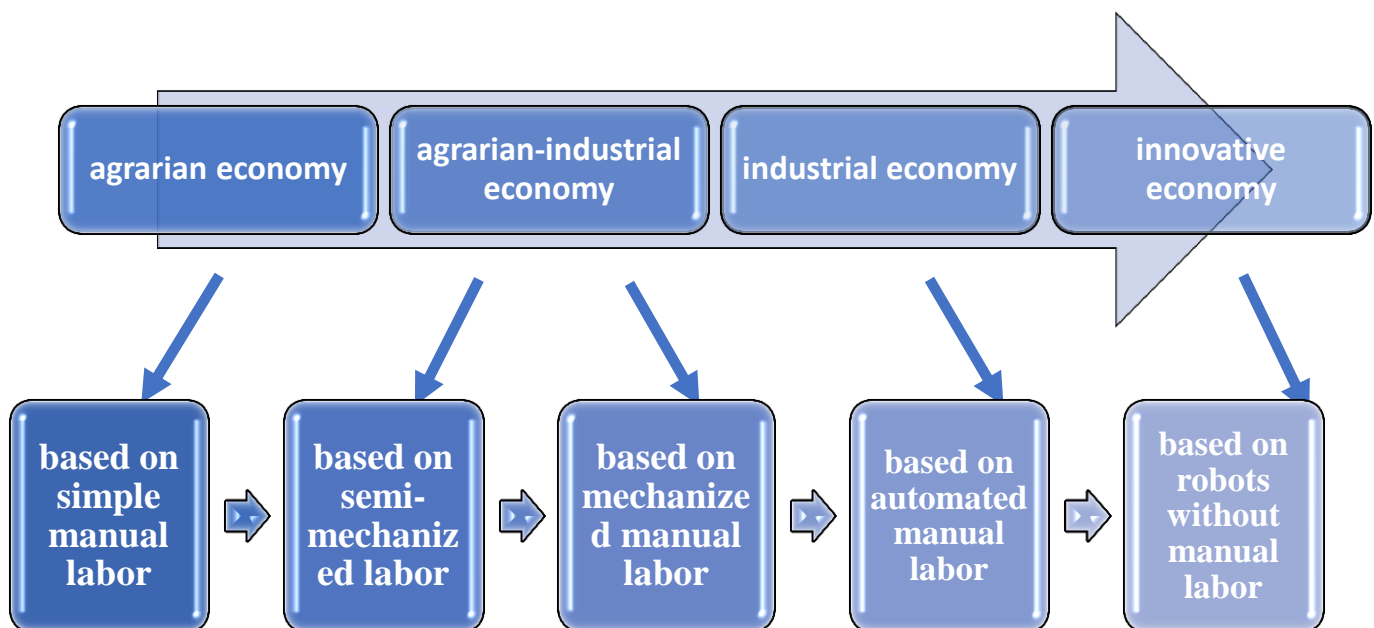 agrarian economy
agrarian-industrial
economy
industrial economy
innovative
economy
based on
simple
manual
labor
based on
semi-
mechaniz
ed labor
based on
mechanize
d manual
labor
based on
automated
manual
labor
based on
robots
without
manual
labor